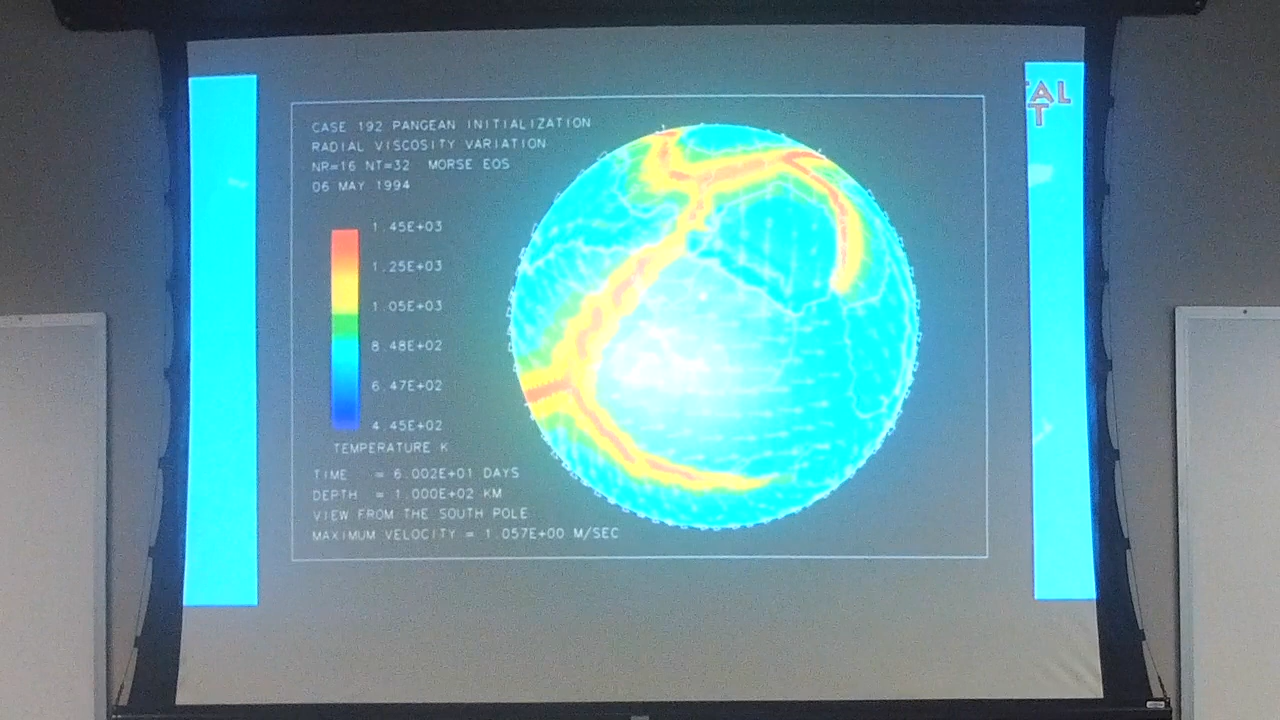 CASE 192 PANGEAN INITIALIZATION
RADIAL VISCOSITY VARIATION
NR=16 NT=32 MORSE EOS
06 MAY 1994
1.45E+03
1.25E+03
1.05E+03
8.48E+02
6.47E+02
4.45E+02
TEMPERATURE K
TIME = 6.002E+01 DAYS
DEPTH = 1.000E+02 KM
VIEW FROM THE SOUTH POLE
MAXIMUM VELOCITY = 1.057E+00 M/SEC
AL
T